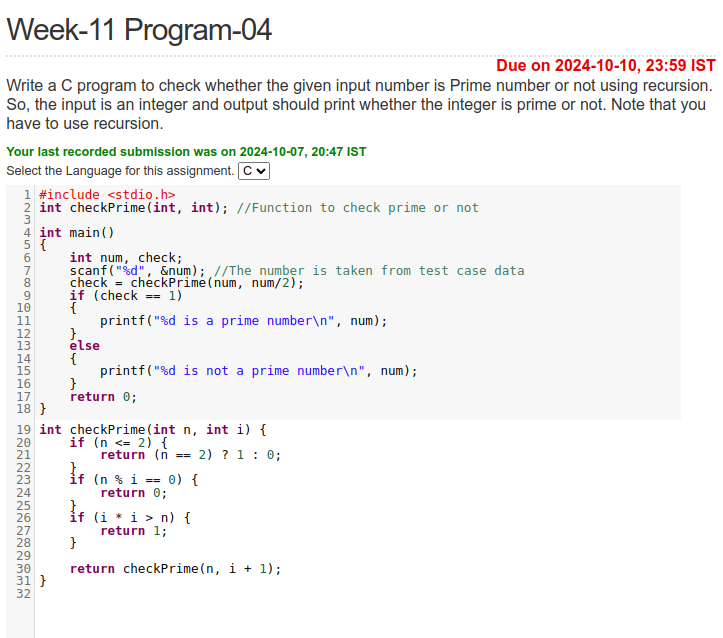 Week-11 Program-04
Due on 2024-10-10, 23:59 IST
Write a C program to check whether the given input number is Prime number or not using recursion.
So, the input is an integer and output should print whether the integer is prime or not. Note that you
have to use recursion.
Your last recorded submission was on 2024-10-07, 20:47 IST
Select the Language for this assignment. C
1 #include <stdio.h>
2 int checkPrime(int, int); //Function to check prime or not
3
4 int main()
5 {
6     int num, check;
7     scanf("%d", &num); //The number is taken from test case data
8     check = checkPrime(num, num/2);
9     if (check == 1)
10     {
11         printf("%d is a prime number\n", num);
12     }
13     else
14     {
15         printf("%d is not a prime number\n", num);
16     }
17     return 0;
18 }
19 int checkPrime(int n, int i) {
20     if (n <= 2) {
21         return (n == 2) ? 1 : 0;
22     }
23     if (n % i == 0) {
24         return 0;
25     }
26     if (i * i > n) {
27         return 1;
28     }
29
30     return checkPrime(n, i + 1);
31 }
32